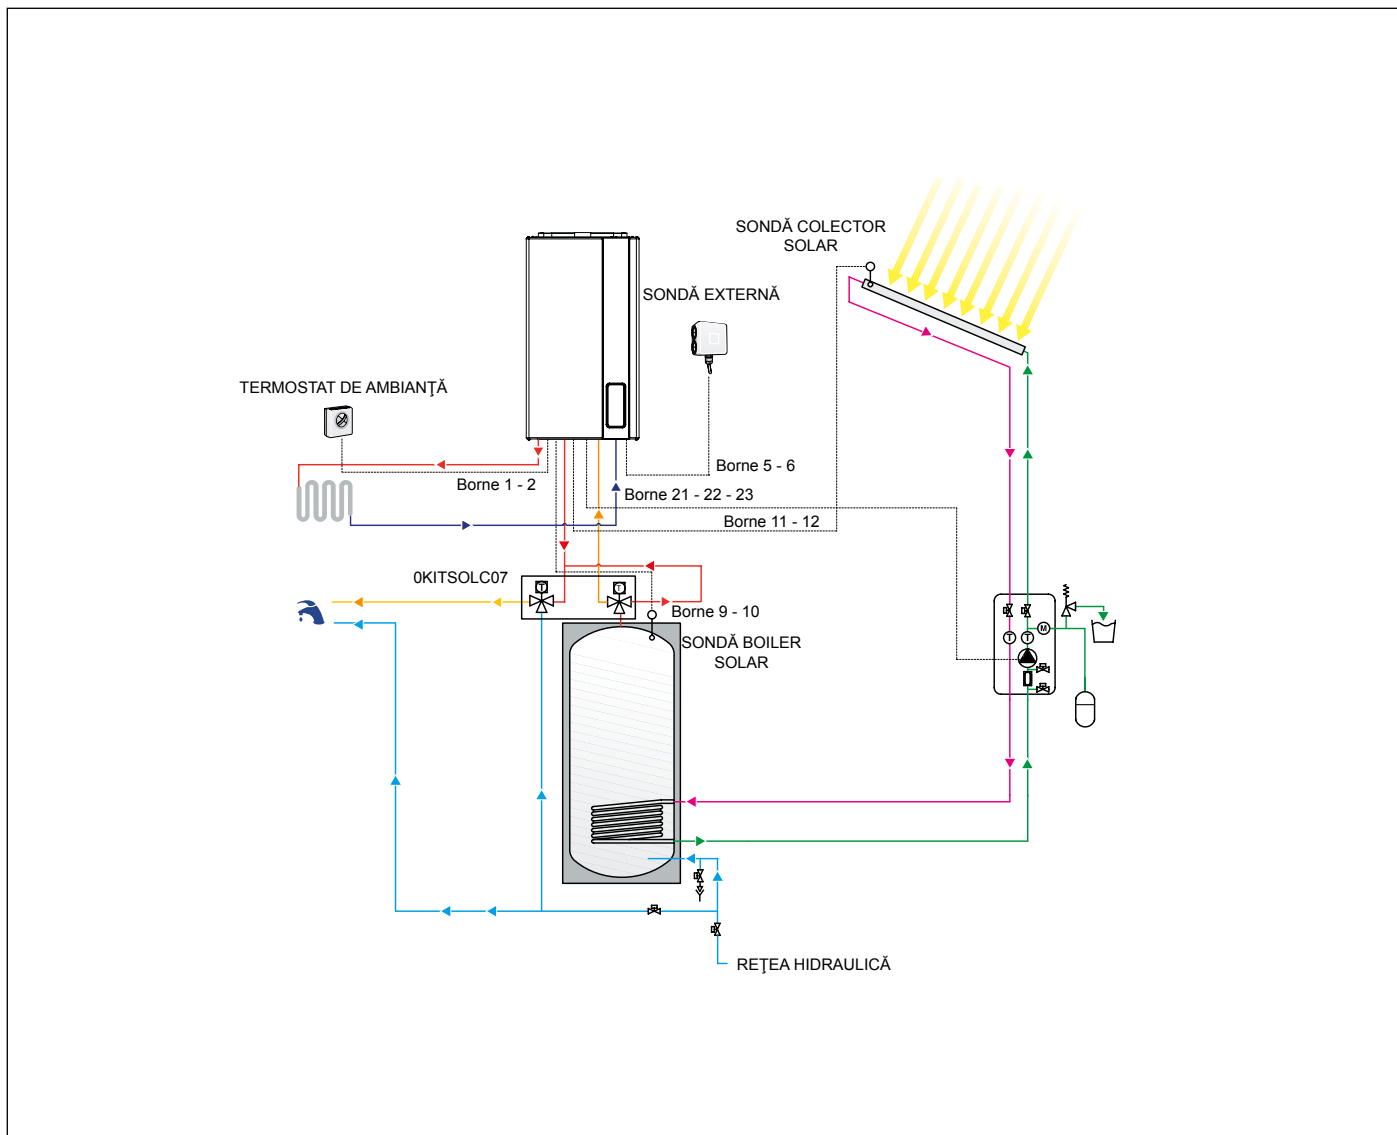 SONDĂ COLECTOR
SOLAR
SONDĂ EXTERNĂ
TERMOSTAT DE AMBIANŢĂ
Borne 5 - 6
Borne 1 - 2
Borne 21 - 22 - 23
Borne 11 - 12
0KITSOLC07
T
T
Borne 9 - 10
SONDĂ BOILER
SOLAR
M
T
T
REŢEA HIDRAULICĂ